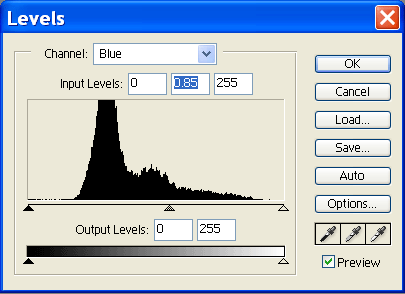 Levels
Channel: Blue
OK
Input Levels: 0 0.85 255
Cancel
Load...
Save...
Auto
Options...
Output Levels: 0 255
Preview